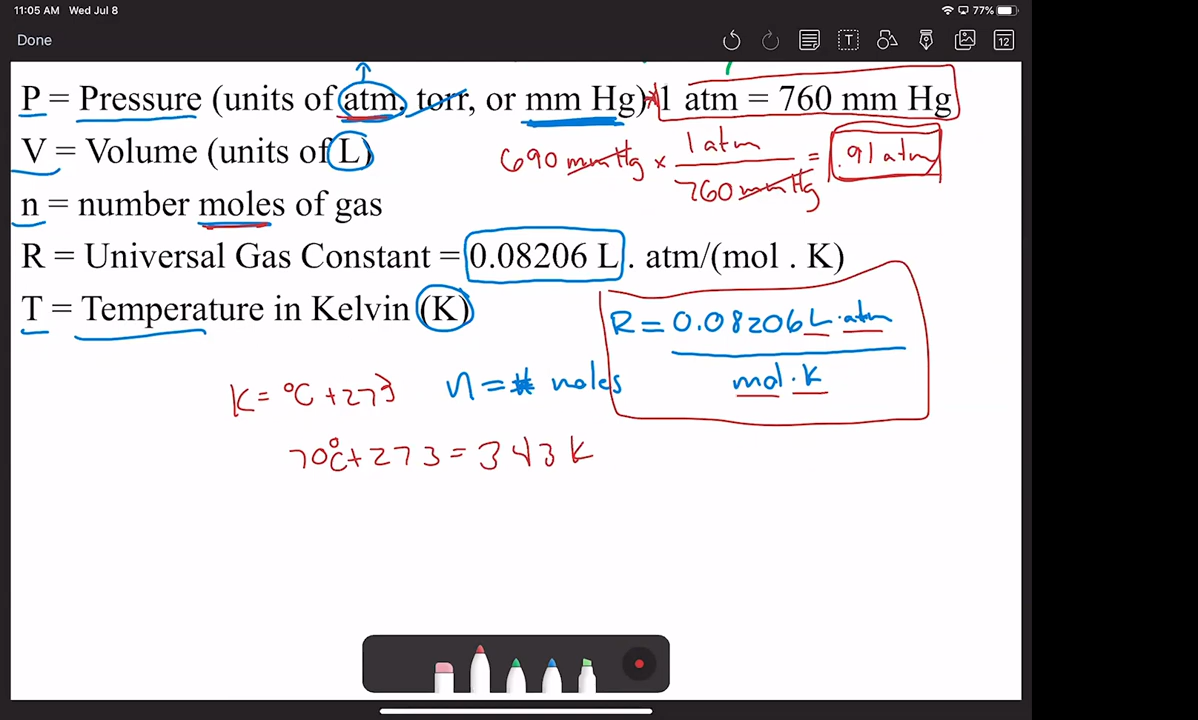 11:05 AM Wed Jul 8
77%
Done
T
12
P = Pressure (units of atm, torr, or mm Hg) * 1 atm = 760 mm Hg
690 mmHg x 1 atm / 760 mmHg = .91 atm
V = Volume (units of L)
n = number moles of gas
R = Universal Gas Constant = 0.08206 L . atm/(mol . K)
T = Temperature in Kelvin (K)
R = 0.08206 L · atm
mol · K
K = °C + 273
n = # moles
70°C + 273 = 343 K